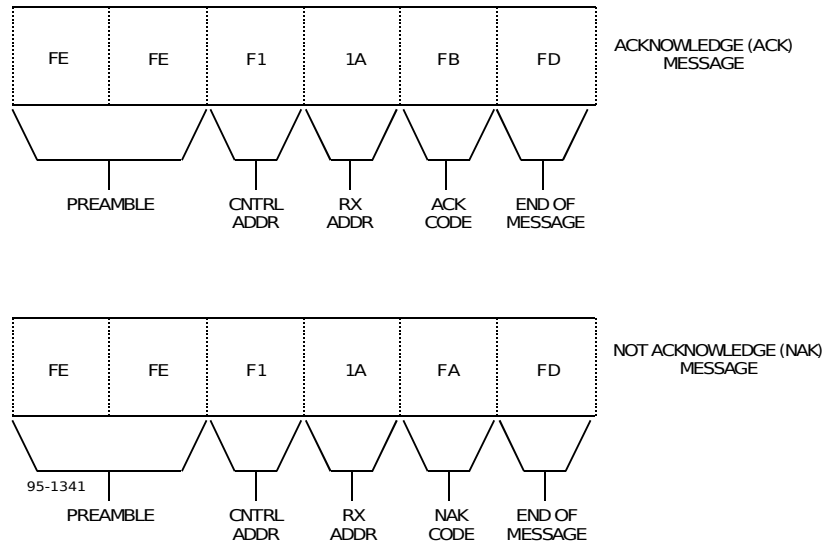 FE FE F1 1A FB FD
ACKNOWLEDGE (ACK)
MESSAGE
PREAMBLE
CNTRL
ADDR
RX
ADDR
ACK
CODE
END OF
MESSAGE
FE FE F1 1A FA FD
NOT ACKNOWLEDGE (NAK)
MESSAGE
95-1341
PREAMBLE
CNTRL
ADDR
RX
ADDR
NAK
CODE
END OF
MESSAGE